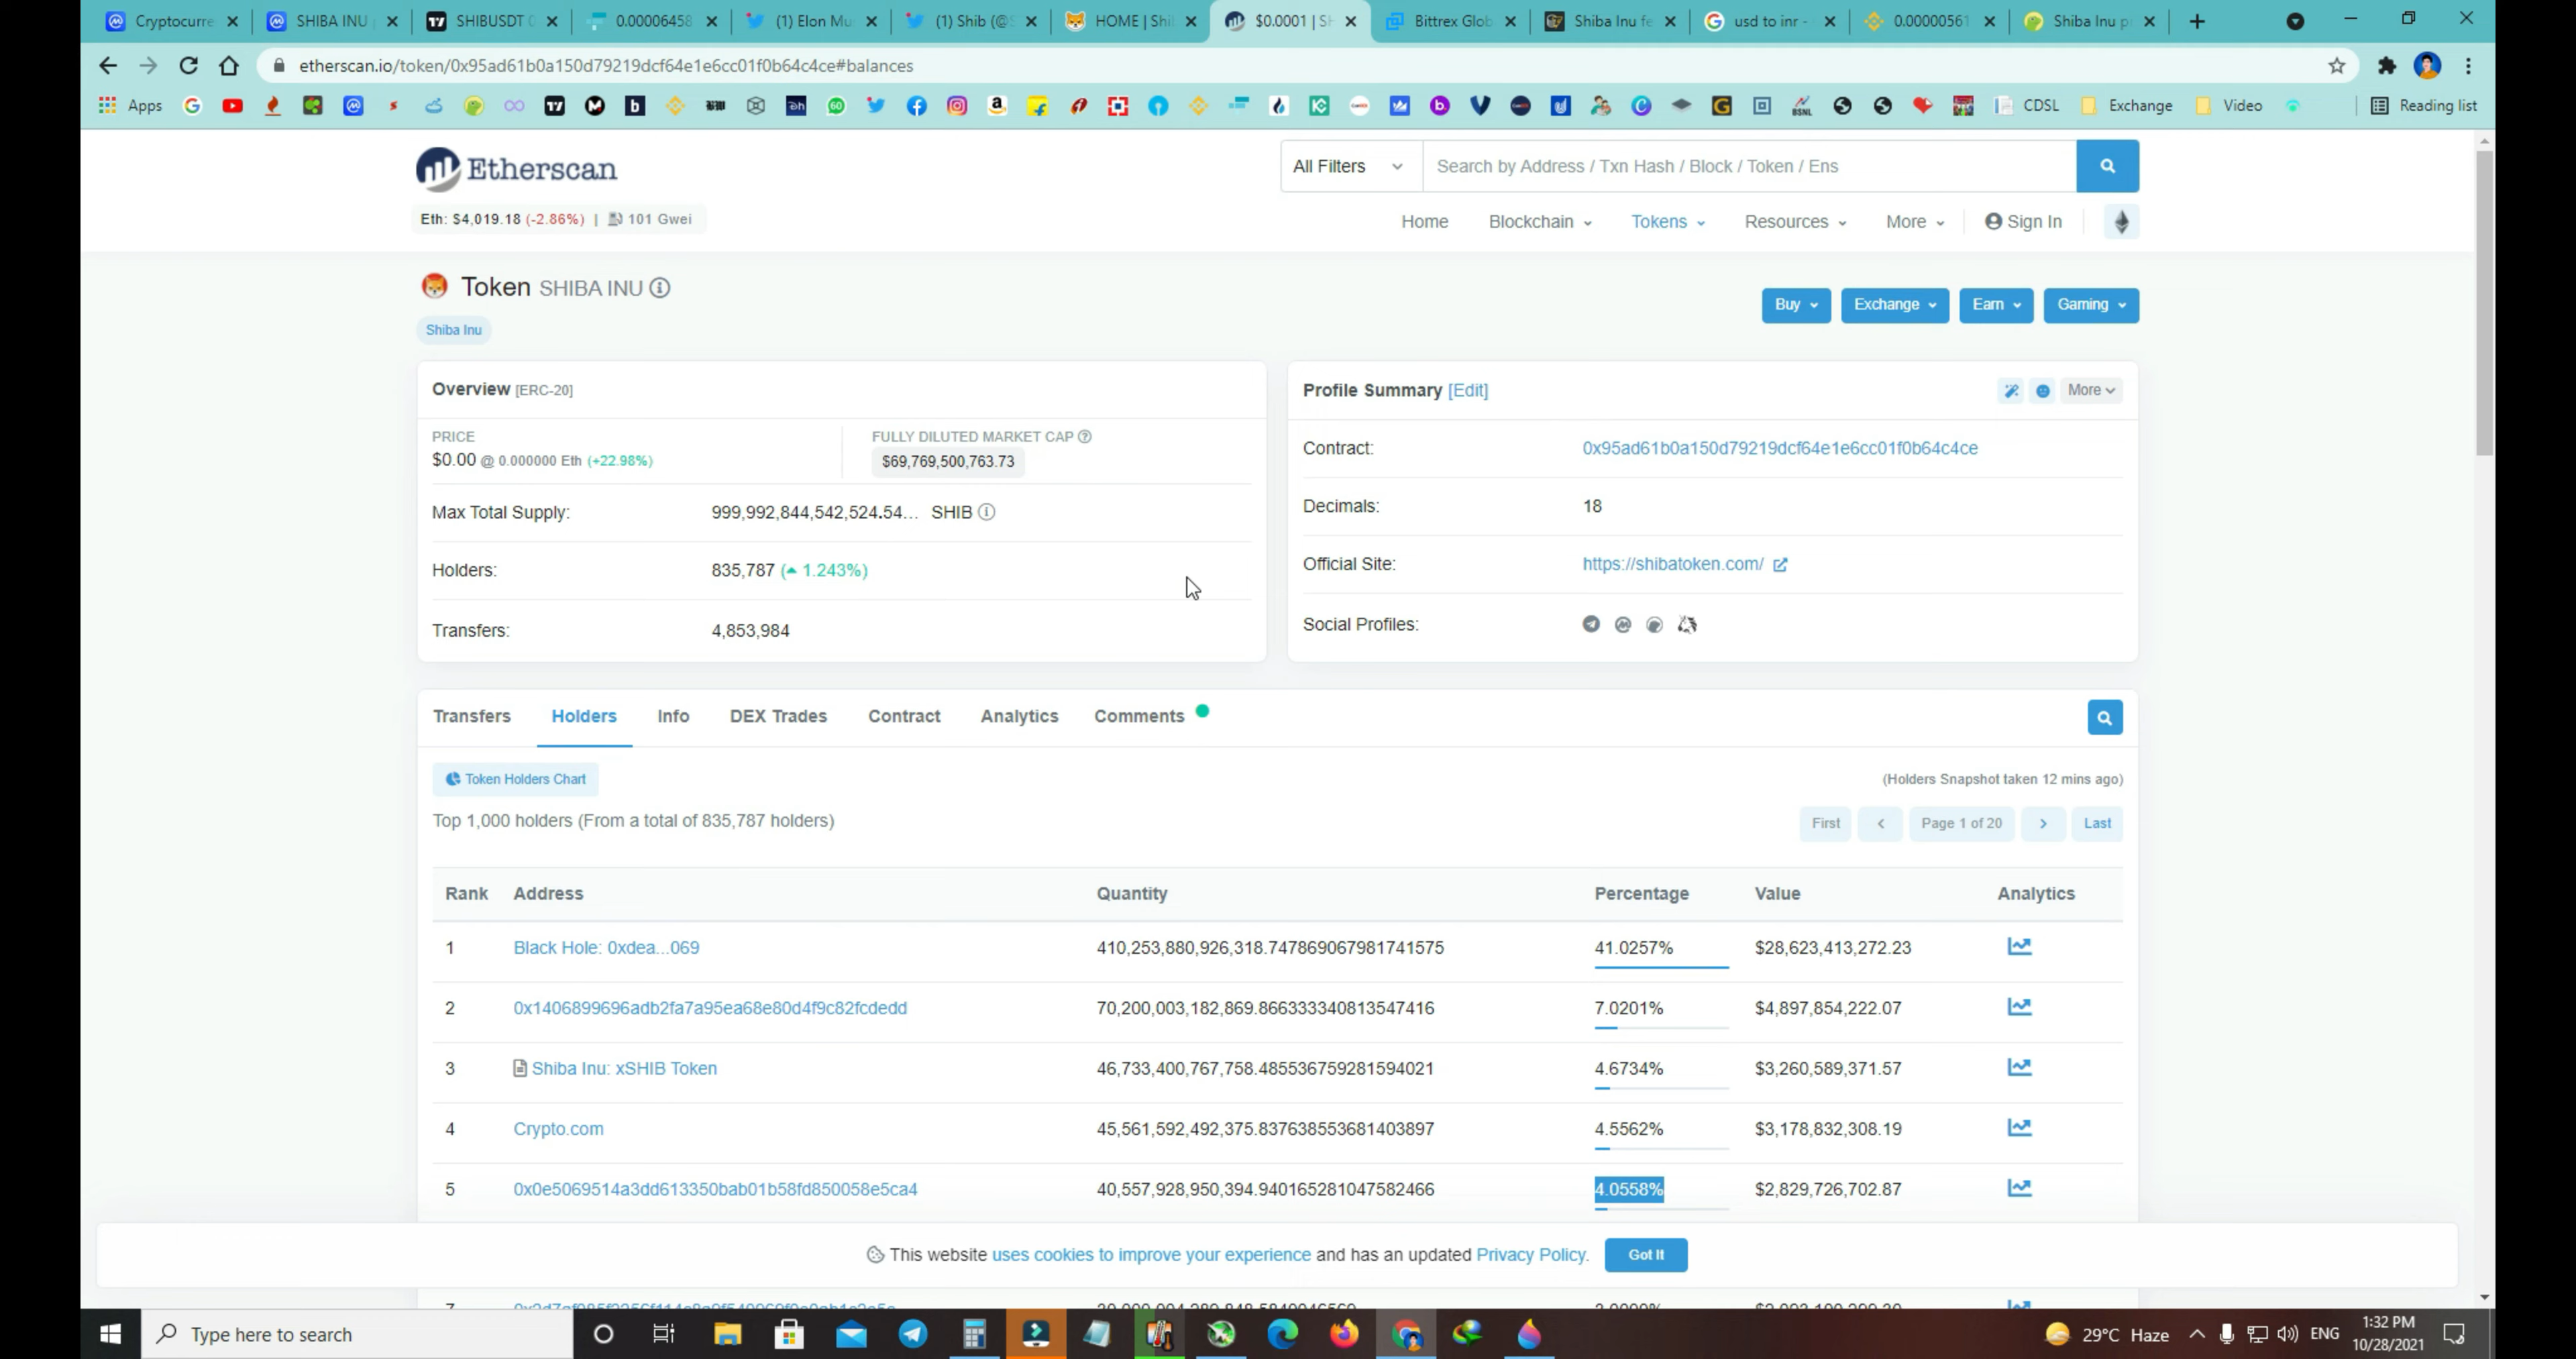 Cryptocurre
SHIBA INU
SHIBUSDT 0
0.00006458
(1) Elon Mu
(1) Shib (@S
HOME | Shi
$0.0001 | SH
Bittrex Glob
Shiba Inu fe
usd to inr -
0.00000561
Shiba Inu p
etherscan.io/token/0x95ad61b0a150d79219dcf64e1e6cc01f0b64c4ce#balances
Apps
CDSL
Exchange
Video
Reading list
Etherscan
All Filters
Search by Address / Txn Hash / Block / Token / Ens
Eth: $4,019.18 (-2.86%) | 101 Gwei
Home Blockchain Tokens Resources More Sign In
Token SHIBA INU
Shiba Inu
Buy Exchange Earn Gaming
Overview [ERC-20]
PRICE
$0.00 @ 0.000000 Eth (+22.98%)
FULLY DILUTED MARKET CAP
$69,769,500,763.73
Max Total Supply: 999,992,844,542,524.54... SHIB
Holders: 835,787 (1.243%)
Transfers: 4,853,984
Profile Summary [Edit]
More
Contract: 0x95ad61b0a150d79219dcf64e1e6cc01f0b64c4ce
Decimals: 18
Official Site: https://shibatoken.com/
Social Profiles:
Transfers Holders Info DEX Trades Contract Analytics Comments
Token Holders Chart
(Holders Snapshot taken 12 mins ago)
Top 1,000 holders (From a total of 835,787 holders)
First Page 1 of 20 Last
Rank Address Quantity Percentage Value Analytics
1 Black Hole: 0xdea...069 410,253,880,926,318.747869067981741575 41.0257% $28,623,413,272.23
2 0x1406899696adb2fa7a95ea68e80d4f9c82fcdedd 70,200,003,182,869.866333340813547416 7.0201% $4,897,854,222.07
3 Shiba Inu: xSHIB Token 46,733,400,767,758.485536759281594021 4.6734% $3,260,589,371.57
4 Crypto.com 45,561,592,492,375.837638553681403897 4.5562% $3,178,832,308.19
5 0x0e5069514a3dd613350bab01b58fd850058e5ca4 40,557,928,950,394.940165281047582466 4.0558% $2,829,726,702.87
This website uses cookies to improve your experience and has an updated Privacy Policy. Got It
Type here to search
29°C Haze
ENG
1:32 PM
10/28/2021